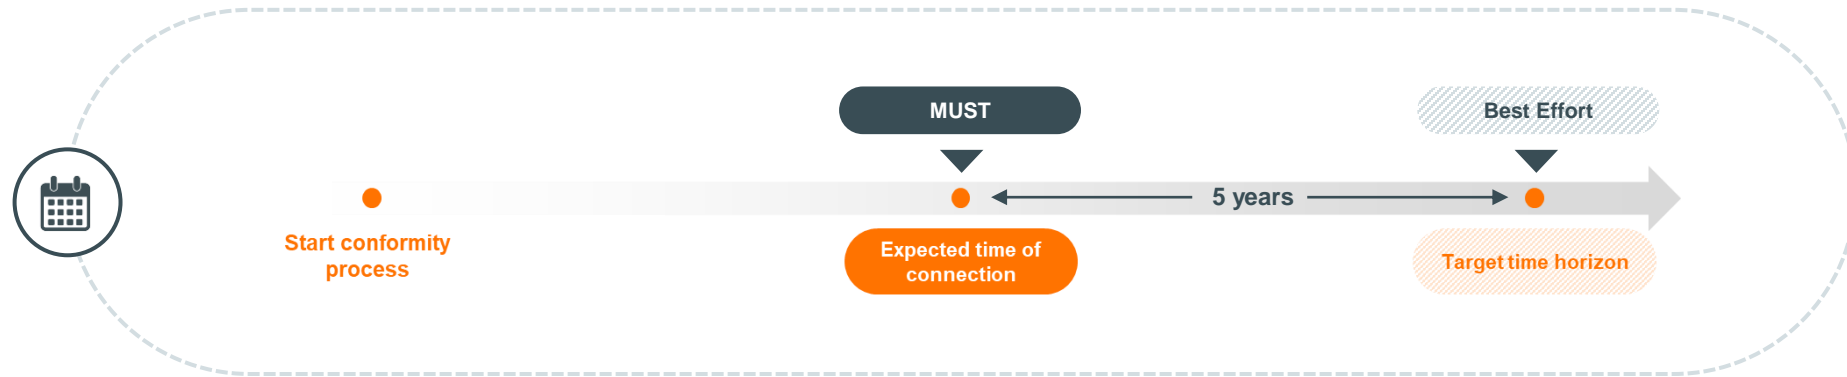 MUST
Best Effort
5 years
Start conformity
process
Expected time of
connection
Target time horizon